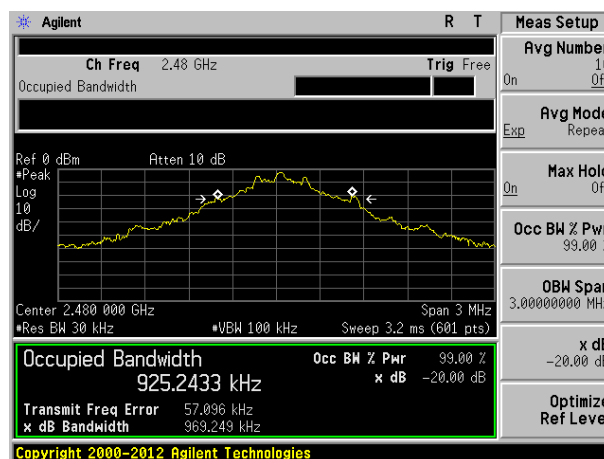 Agilent R T Meas Setup
Ch Freq 2.48 GHz Trig Free
Occupied Bandwidth
Avg Number
On
Avg Mode
Exp Repeat
Max Hold
On
Occ BW % Pwr
99.00 %
OBW Span
3.00000000 MHz
x dB
-20.00 dB
Optimize
Ref Level
Ref 0 dBm Atten 10 dB
#Peak
Log
10
dB/
Center 2.480 000 GHz Span 3 MHz
#Res BW 30 kHz #VBW 100 kHz Sweep 3.2 ms (601 pts)
Occupied Bandwidth Occ BW % Pwr 99.00 %
925.2433 kHz x dB -20.00 dB
Transmit Freq Error 57.096 kHz
x dB Bandwidth 969.249 kHz
Copyright 2000-2012 Agilent Technologies